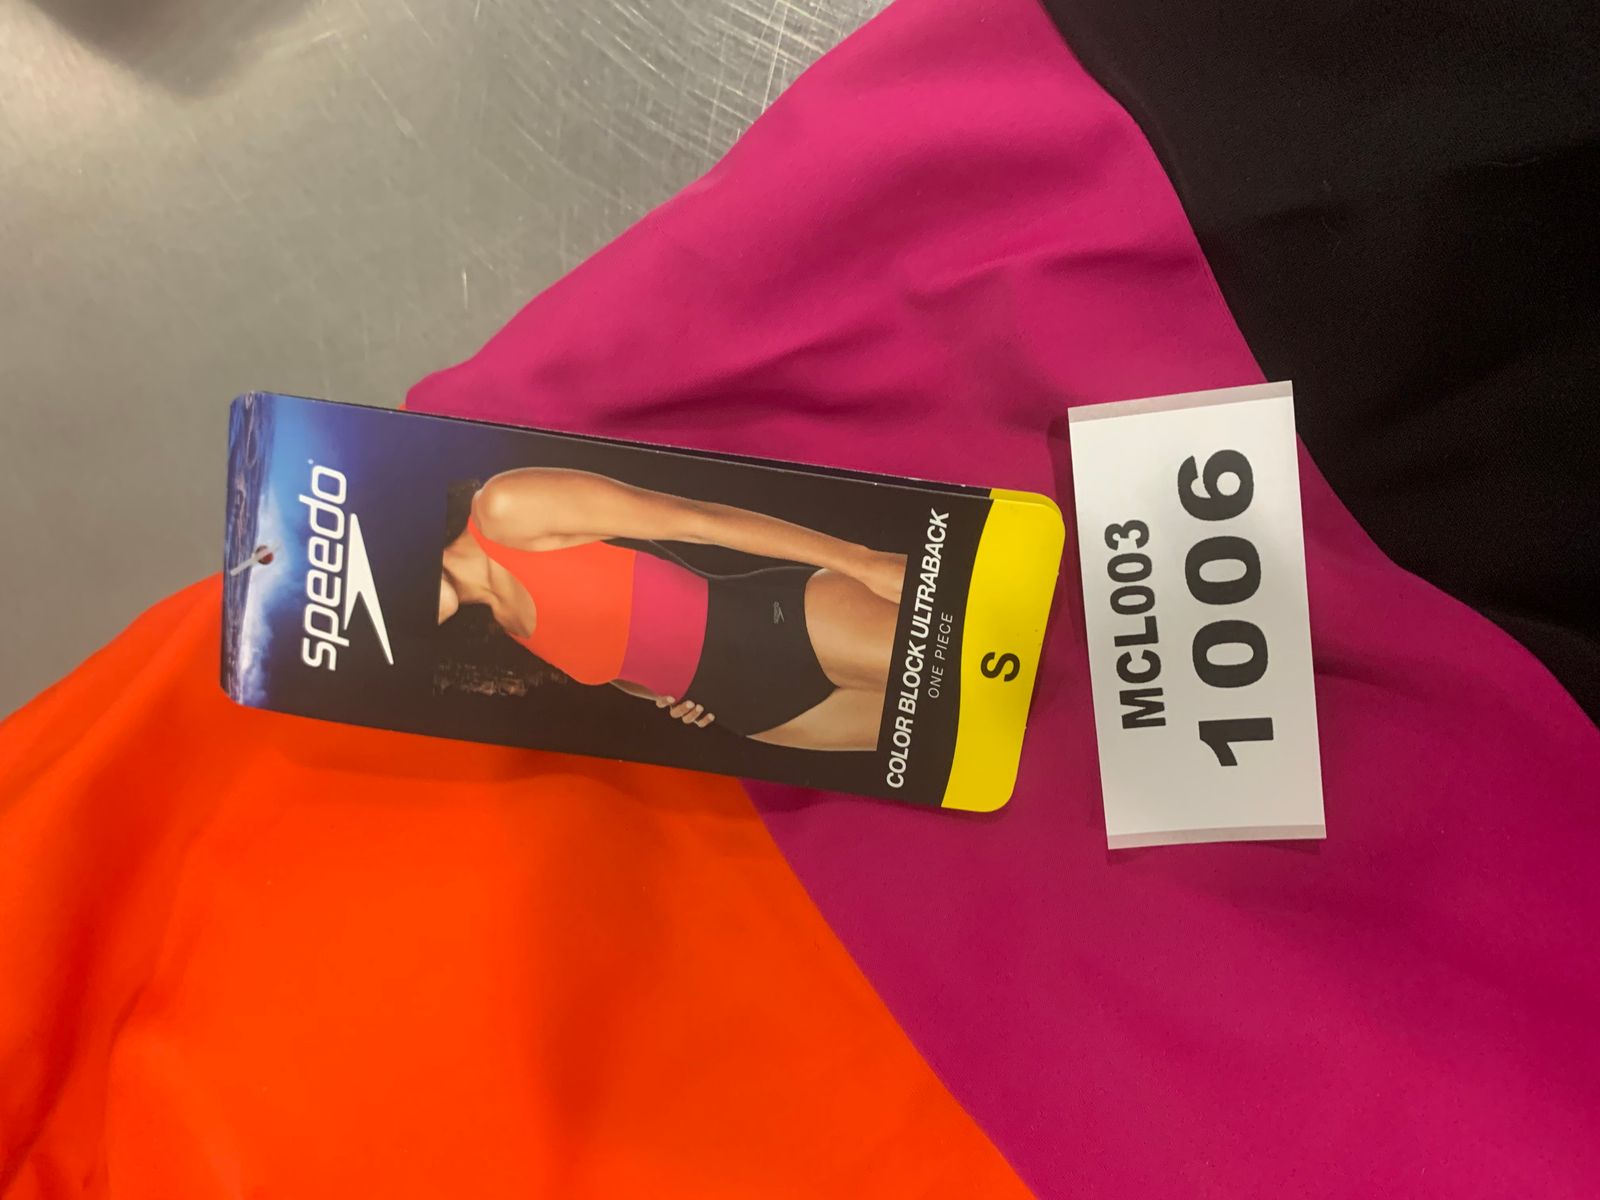 speedo
COLOR BLOCK ULTRABACK
ONE PIECE
S
MCL003
1006